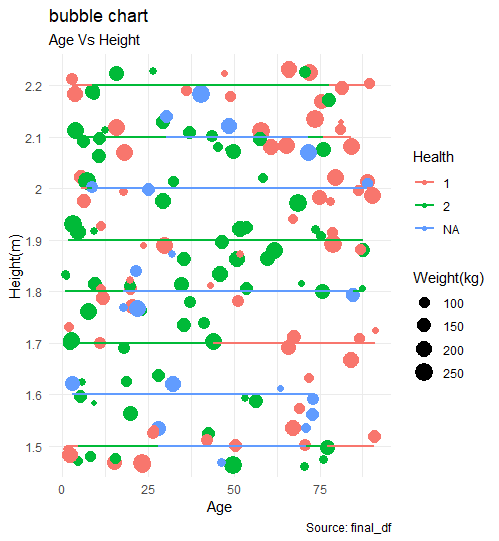 bubble chart
Age Vs Height
Height(m)
2.2
2.1
2
1.9
1.8
1.7
1.6
1.5
0
25
50
75
Age
Health
1
2
NA
Weight(kg)
100
150
200
250
Source: final_df